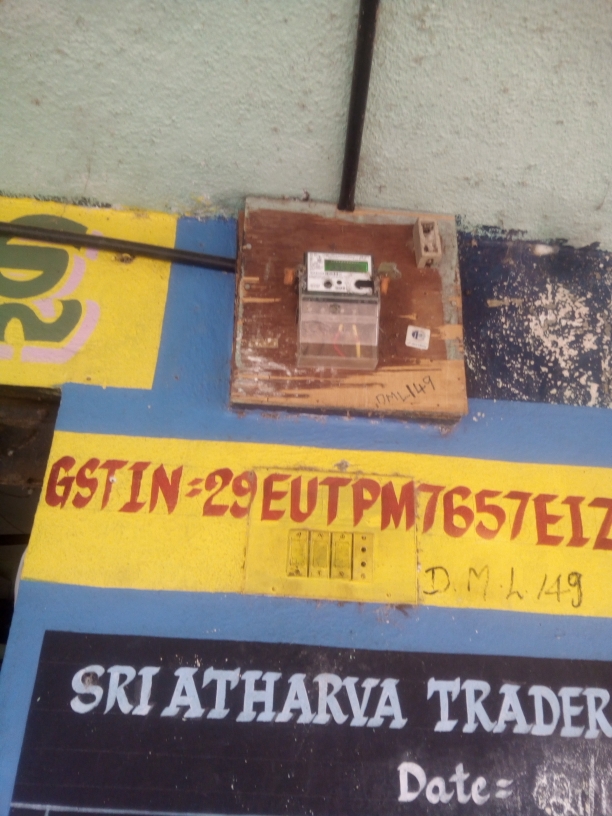 DML149
GSTIN=29EUTPM7657E1Z
D.M.L.149
SRI ATHARVA TRADER
Date=